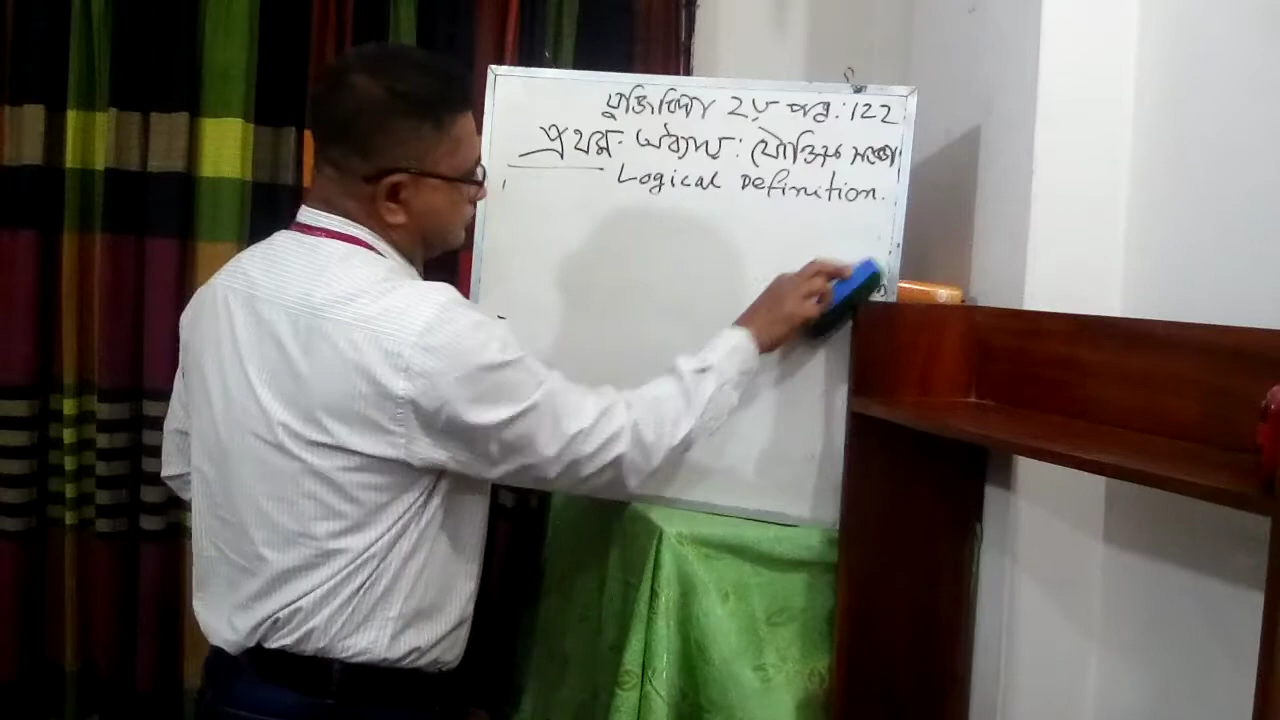 যুক্তিবিদ্যা ২য় পত্র: 122
প্রথম অধ্যায়: যৌক্তিক সংজ্ঞা
Logical Definition.